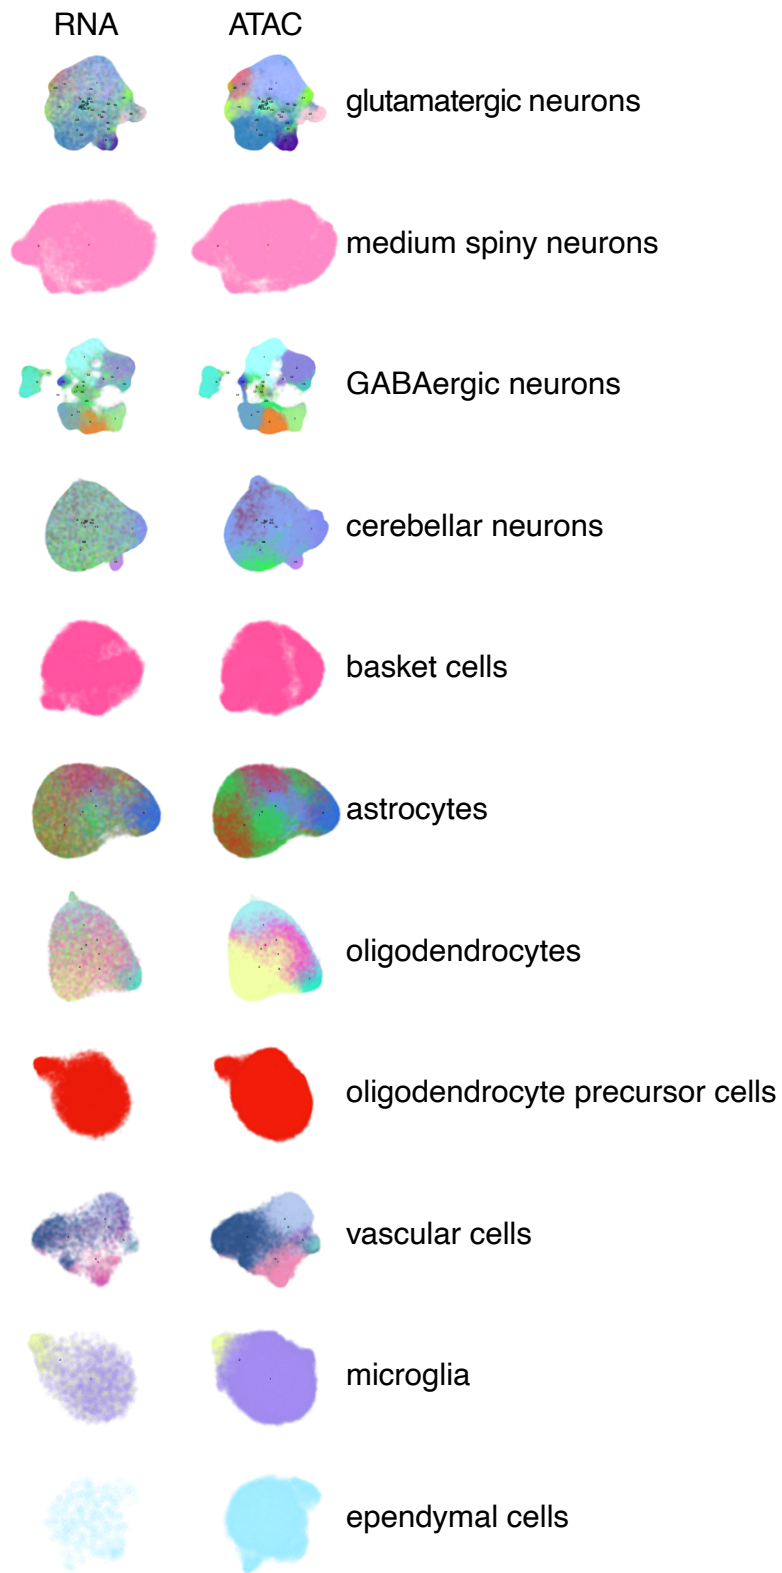 RNA ATAC
glutamatergic neurons
medium spiny neurons
GABAergic neurons
cerebellar neurons
basket cells
astrocytes
oligodendrocytes
oligodendrocyte precursor cells
vascular cells
microglia
ependymal cells